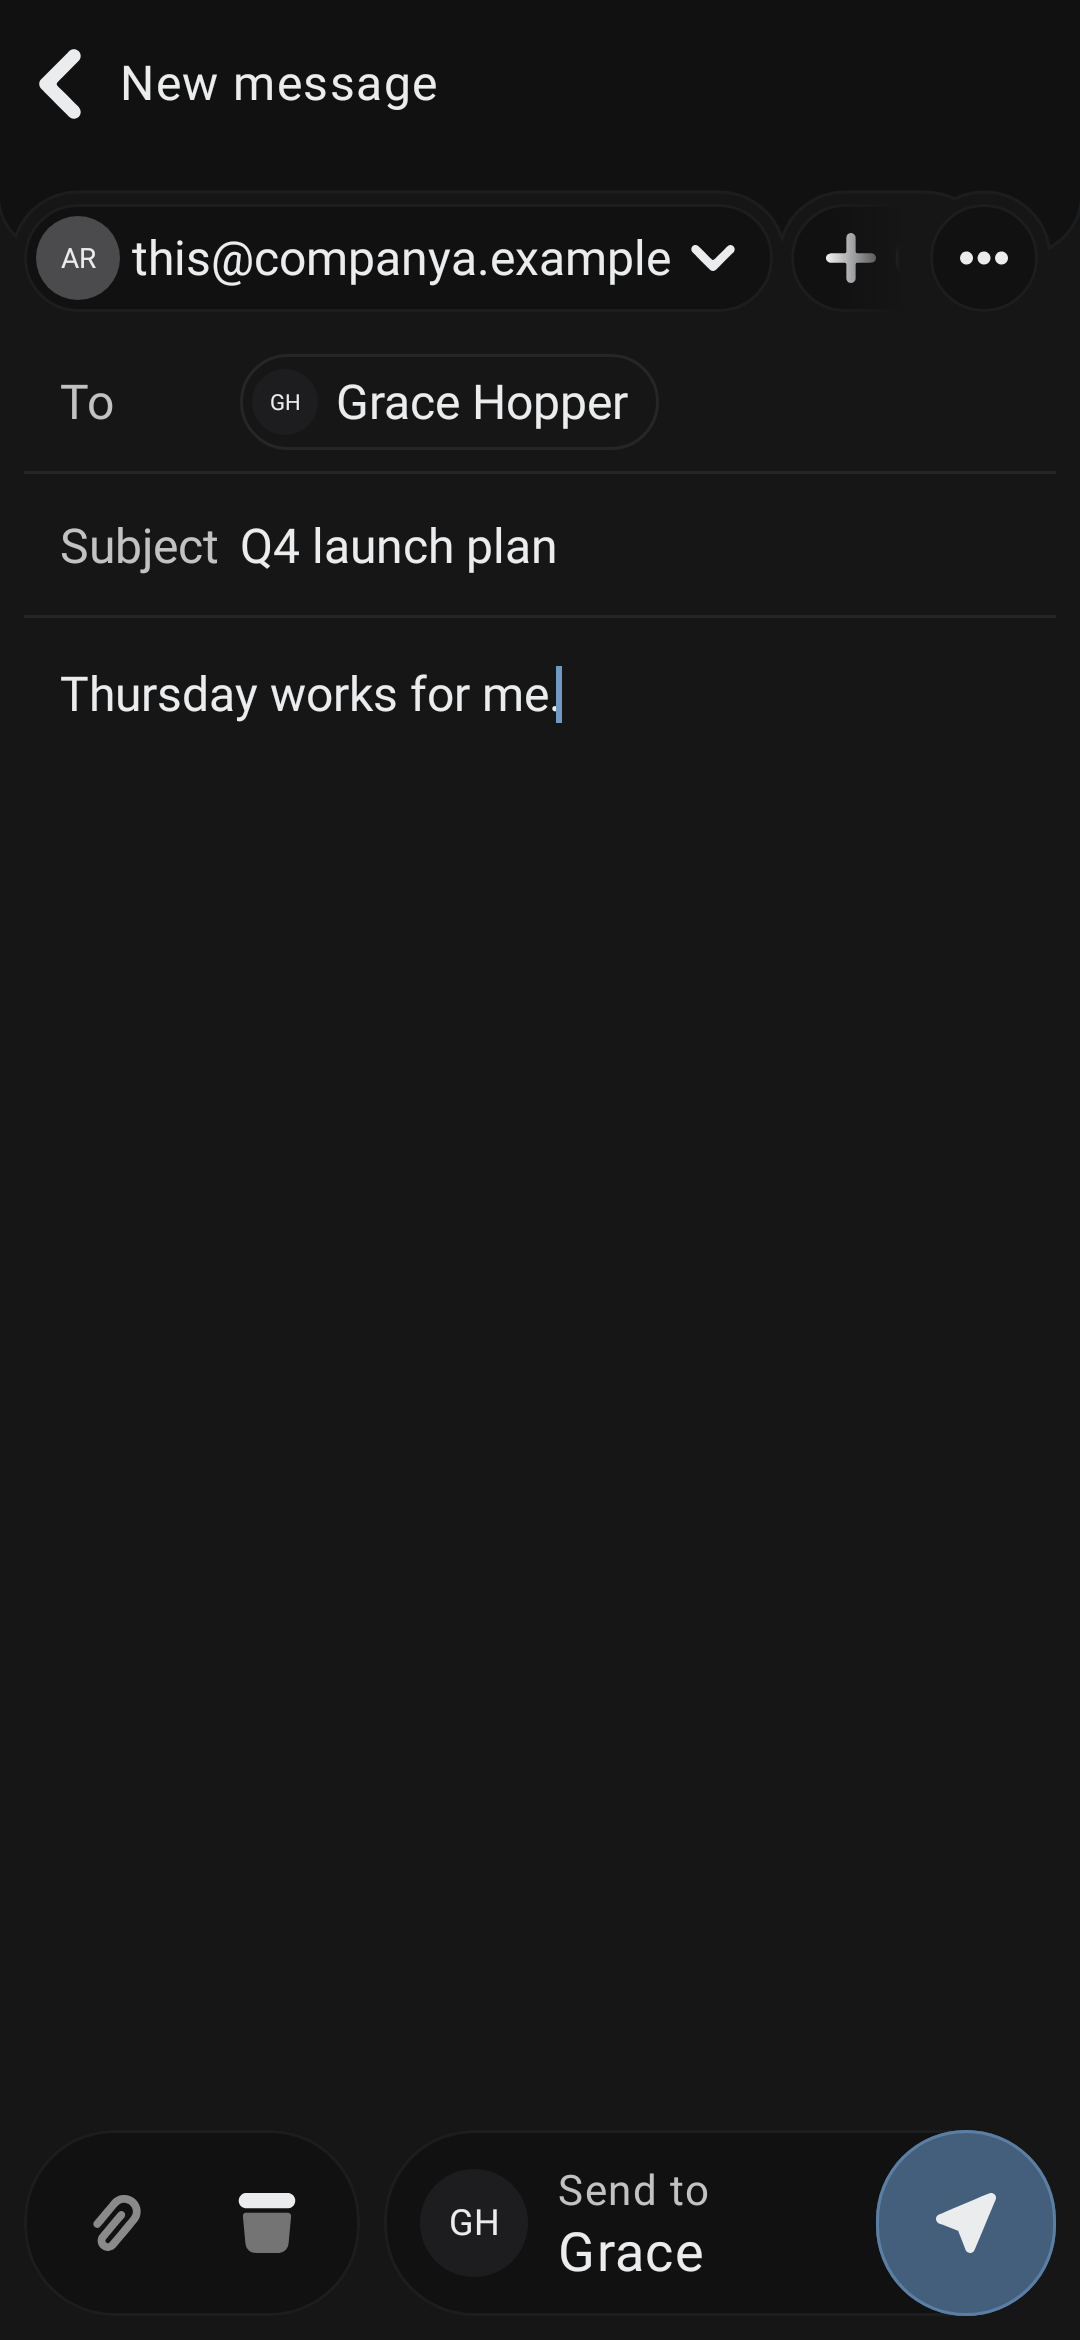 New message
AR this@companya.example
To GH Grace Hopper
Subject Q4 launch plan
Thursday works for me.
GH Send to
Grace